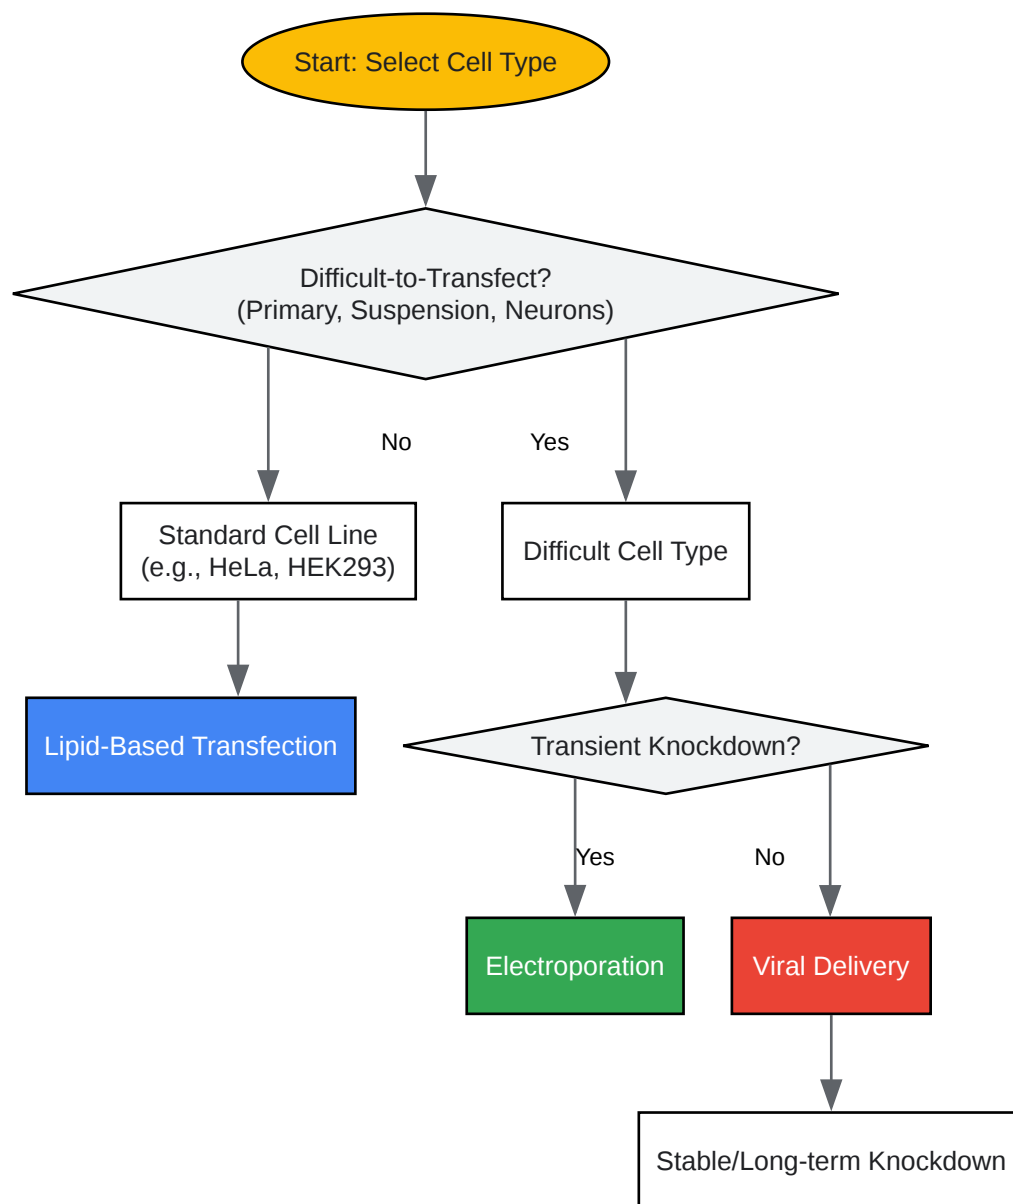 Start: Select Cell Type
Difficult-to-Transfect?
(Primary, Suspension, Neurons)
No
Yes
Standard Cell Line
(e.g., HeLa, HEK293)
Difficult Cell Type
Lipid-Based Transfection
Transient Knockdown?
Yes
No
Electroporation
Viral Delivery
Stable/Long-term Knockdown